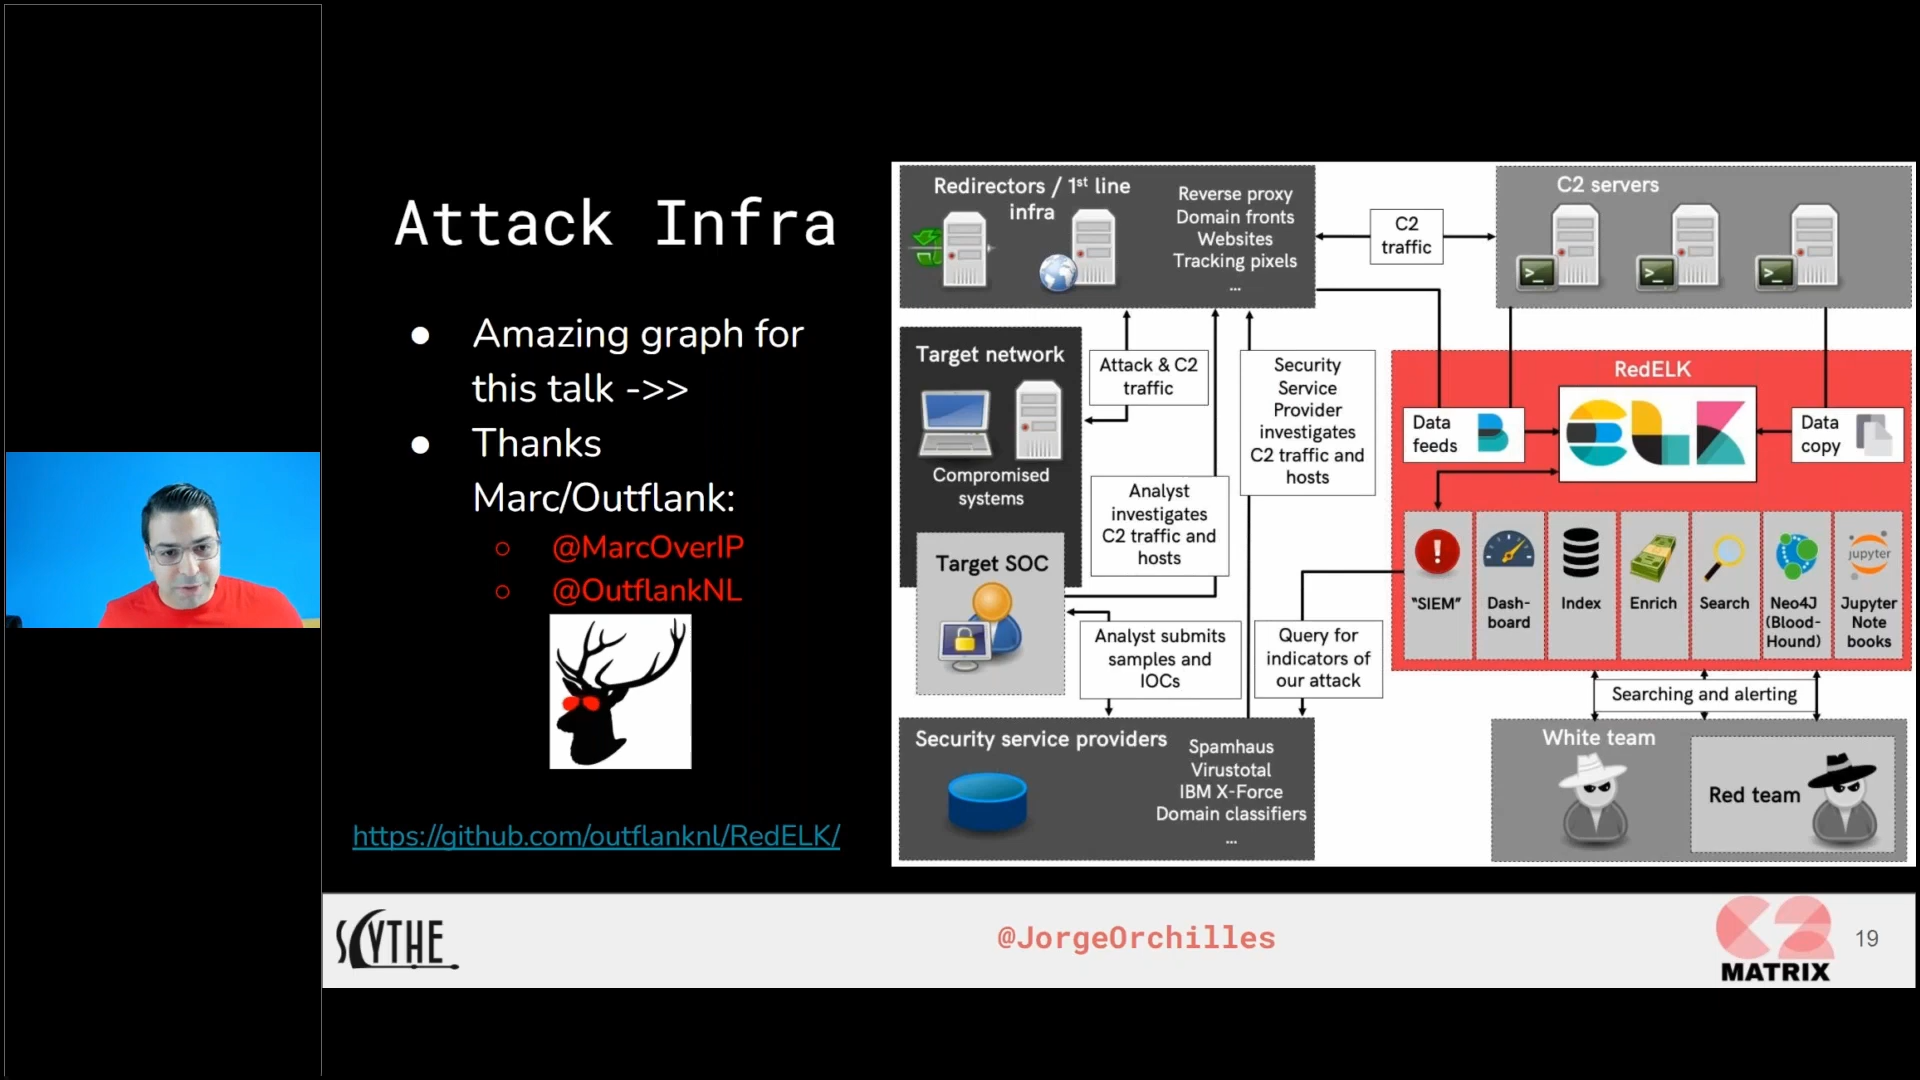 Attack Infra
● Amazing graph for
this talk ->>
● Thanks
Marc/Outflank:
○ @MarcOverIP
○ @OutflankNL
https://github.com/outflanknl/RedELK/
Redirectors / 1st line
infra
Reverse proxy
Domain fronts
Websites
Tracking pixels
...
C2
traffic
C2 servers
>_
>_
>_
Target network
Compromised
systems
Attack & C2
traffic
Security
Service
Provider
investigates
C2 traffic and
hosts
Analyst
investigates
C2 traffic and
hosts
Target SOC
Analyst submits
samples and
IOCs
Query for
indicators of
our attack
RedELK
Data
feeds
ELK
Data
copy
"SIEM"
Dash-
board
Index
Enrich
Search
Neo4J
(Blood-
Hound)
jupyter
Jupyter
Note
books
Searching and alerting
Security service providers
Spamhaus
Virustotal
IBM X-Force
Domain classifiers
...
White team
Red team
SCYTHE
@JorgeOrchilles
C2
MATRIX
19